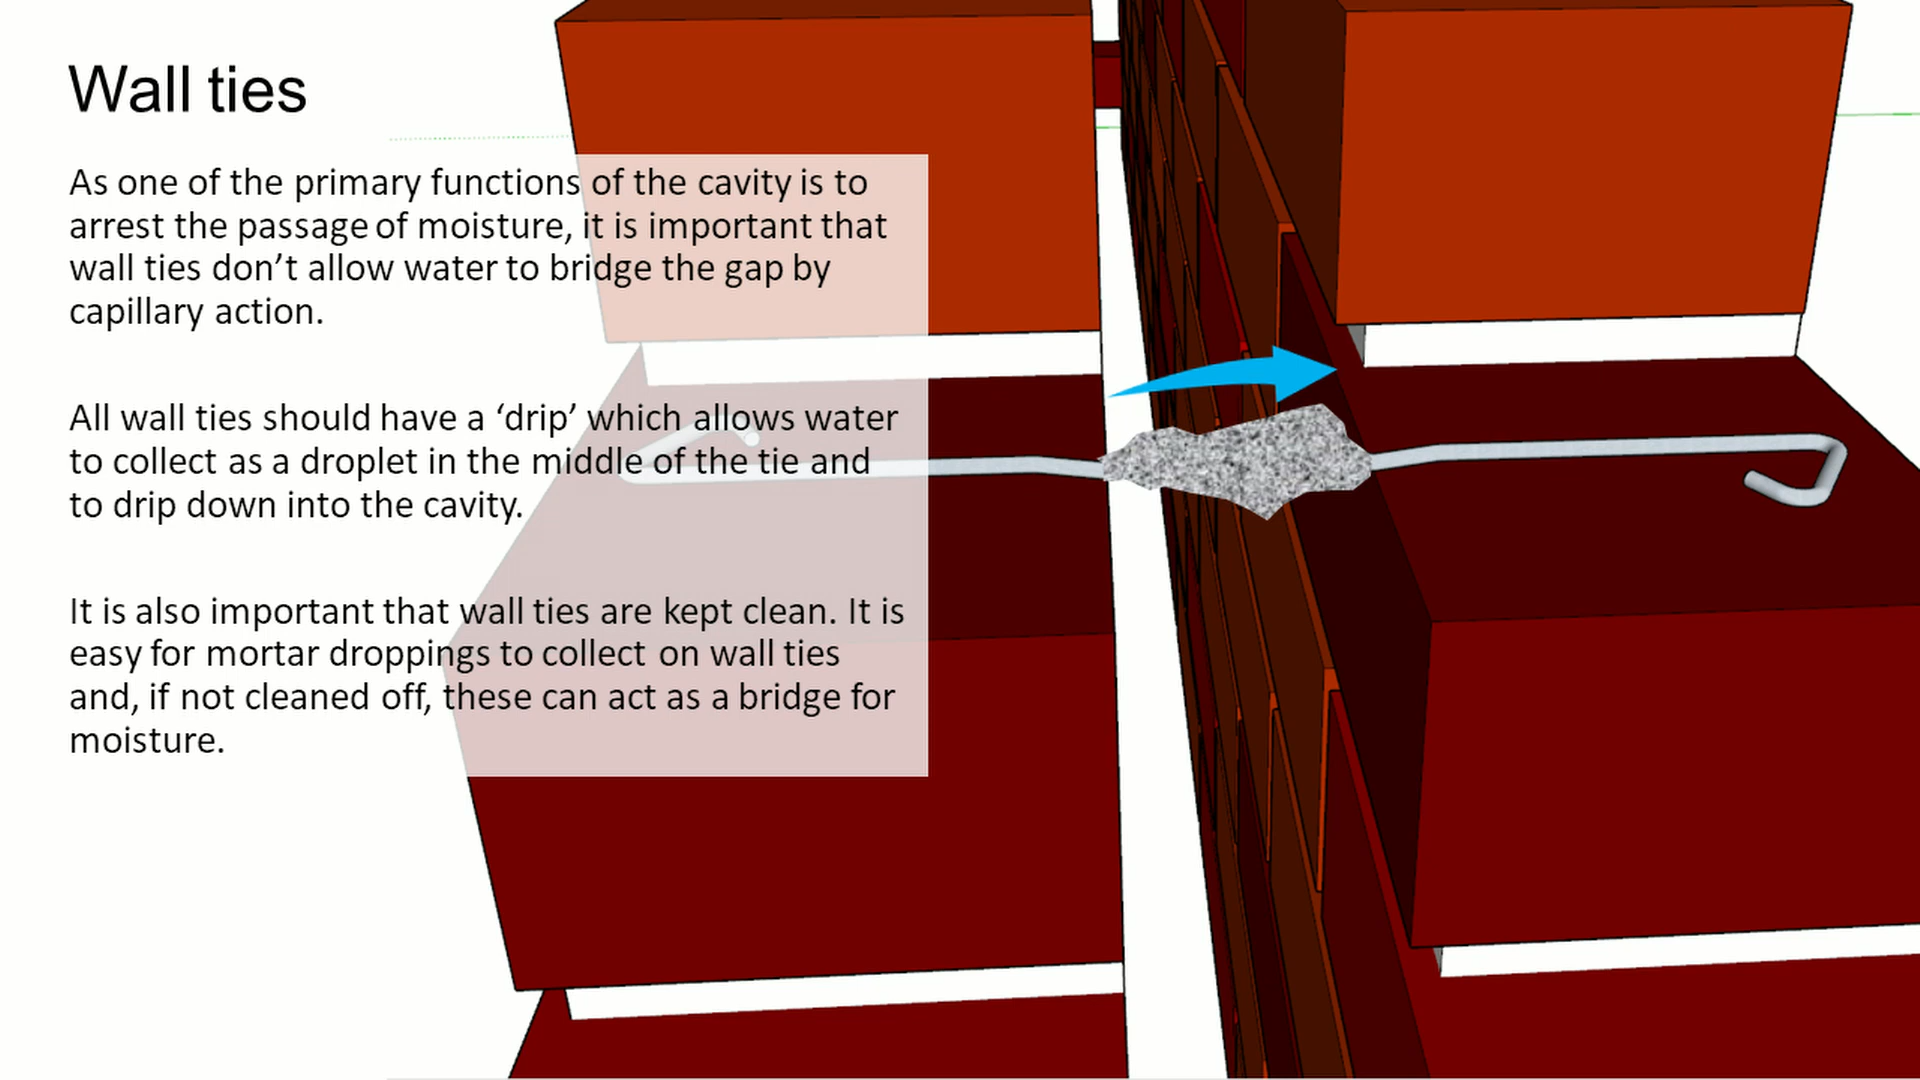 Wall ties
As one of the primary functions of the cavity is to
arrest the passage of moisture, it is important that
wall ties don’t allow water to bridge the gap by
capillary action.
All wall ties should have a ‘drip’ which allows water
to collect as a droplet in the middle of the tie and
to drip down into the cavity.
It is also important that wall ties are kept clean. It is
easy for mortar droppings to collect on wall ties
and, if not cleaned off, these can act as a bridge for
moisture.